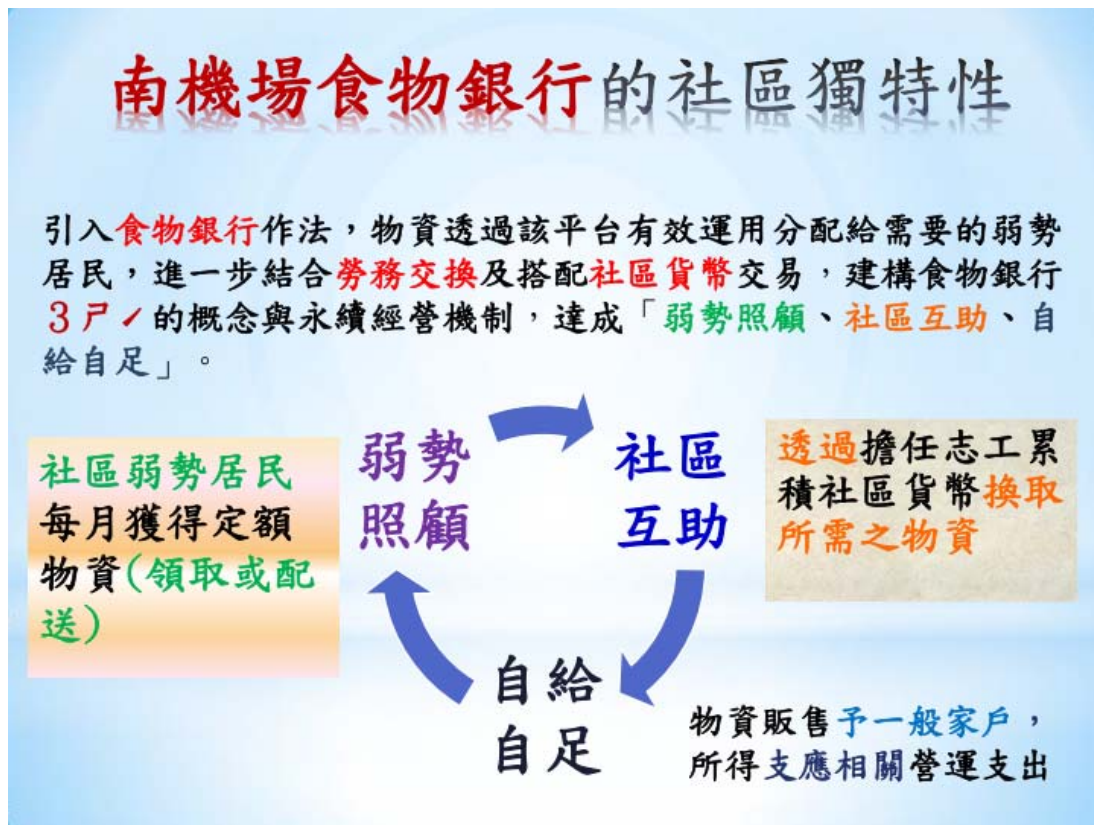 南機場食物銀行的社區獨特性
引入食物銀行作法，物資透過該平台有效運用分配給需要的弱勢
居民，進一步結合勞務交換及搭配社區貨幣交易，建構食物銀行
３ㄕˊ的概念與永續經營機制，達成「弱勢照顧、社區互助、自
給自足」。
社區弱勢居民
每月獲得定額
物資(領取或配
送)
弱勢
照顧
社區
互助
透過擔任志工累
積社區貨幣換取
所需之物資
自給
自足
物資販售予一般家戶，
所得支應相關營運支出